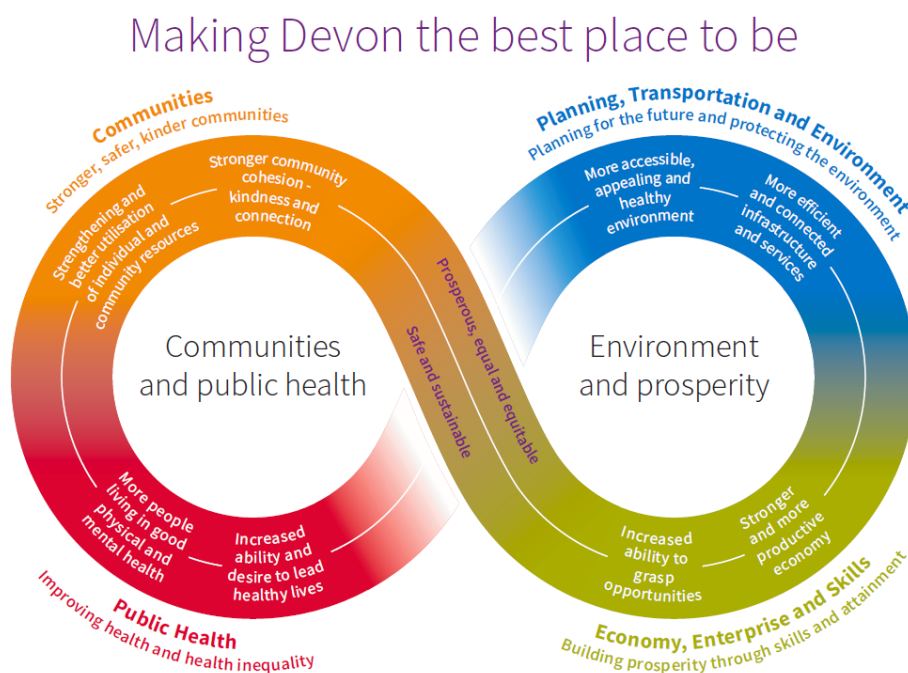 Making Devon the best place to be
Communities
Stronger, safer, kinder communities
Strengthening and
better utilisation
of individual and
community resources
Stronger community
cohesion -
kindness and
connection
Planning, Transportation and Environment
Planning for the future and protecting the environment
More accessible,
appealing and
healthy
environment
More efficient
and connected
infrastructure
and services
Communities
and public health
Safe and sustainable
Prosperous, equal and equitable
Environment
and prosperity
More people
living in good
physical and
mental health
Increased
ability and
desire to lead
healthy lives
Public Health
Improving health and health inequality
Increased
ability to
grasp
opportunities
Stronger
and more
productive
economy
Economy, Enterprise and Skills
Building prosperity through skills and attainment